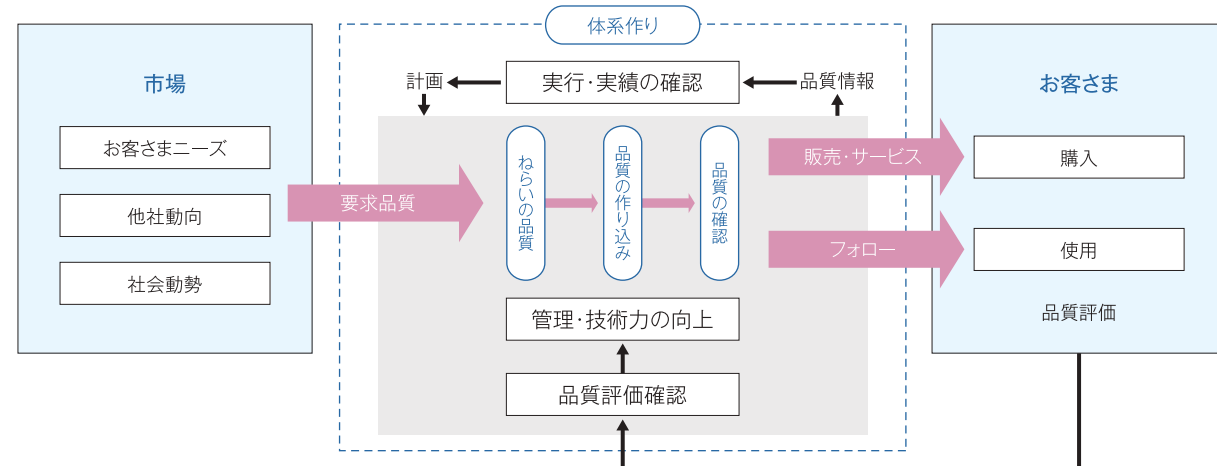 体系作り
市場
お客さまニーズ
他社動向
社会動勢
要求品質
計画
実行・実績の確認
品質情報
ねらいの品質
品質の作り込み
品質の確認
管理・技術力の向上
品質評価確認
販売・サービス
フォロー
お客さま
購入
使用
品質評価